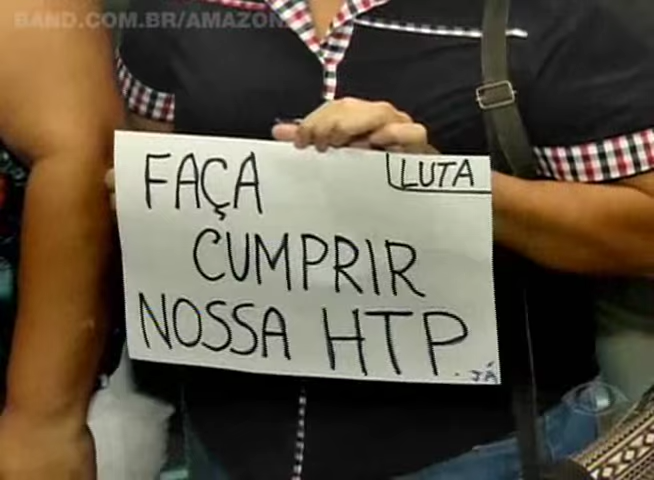 BAND.COM.BR/AMAZON
LUTA
FAÇA
CUMPRIR
NOSSA HTP
. JÁ